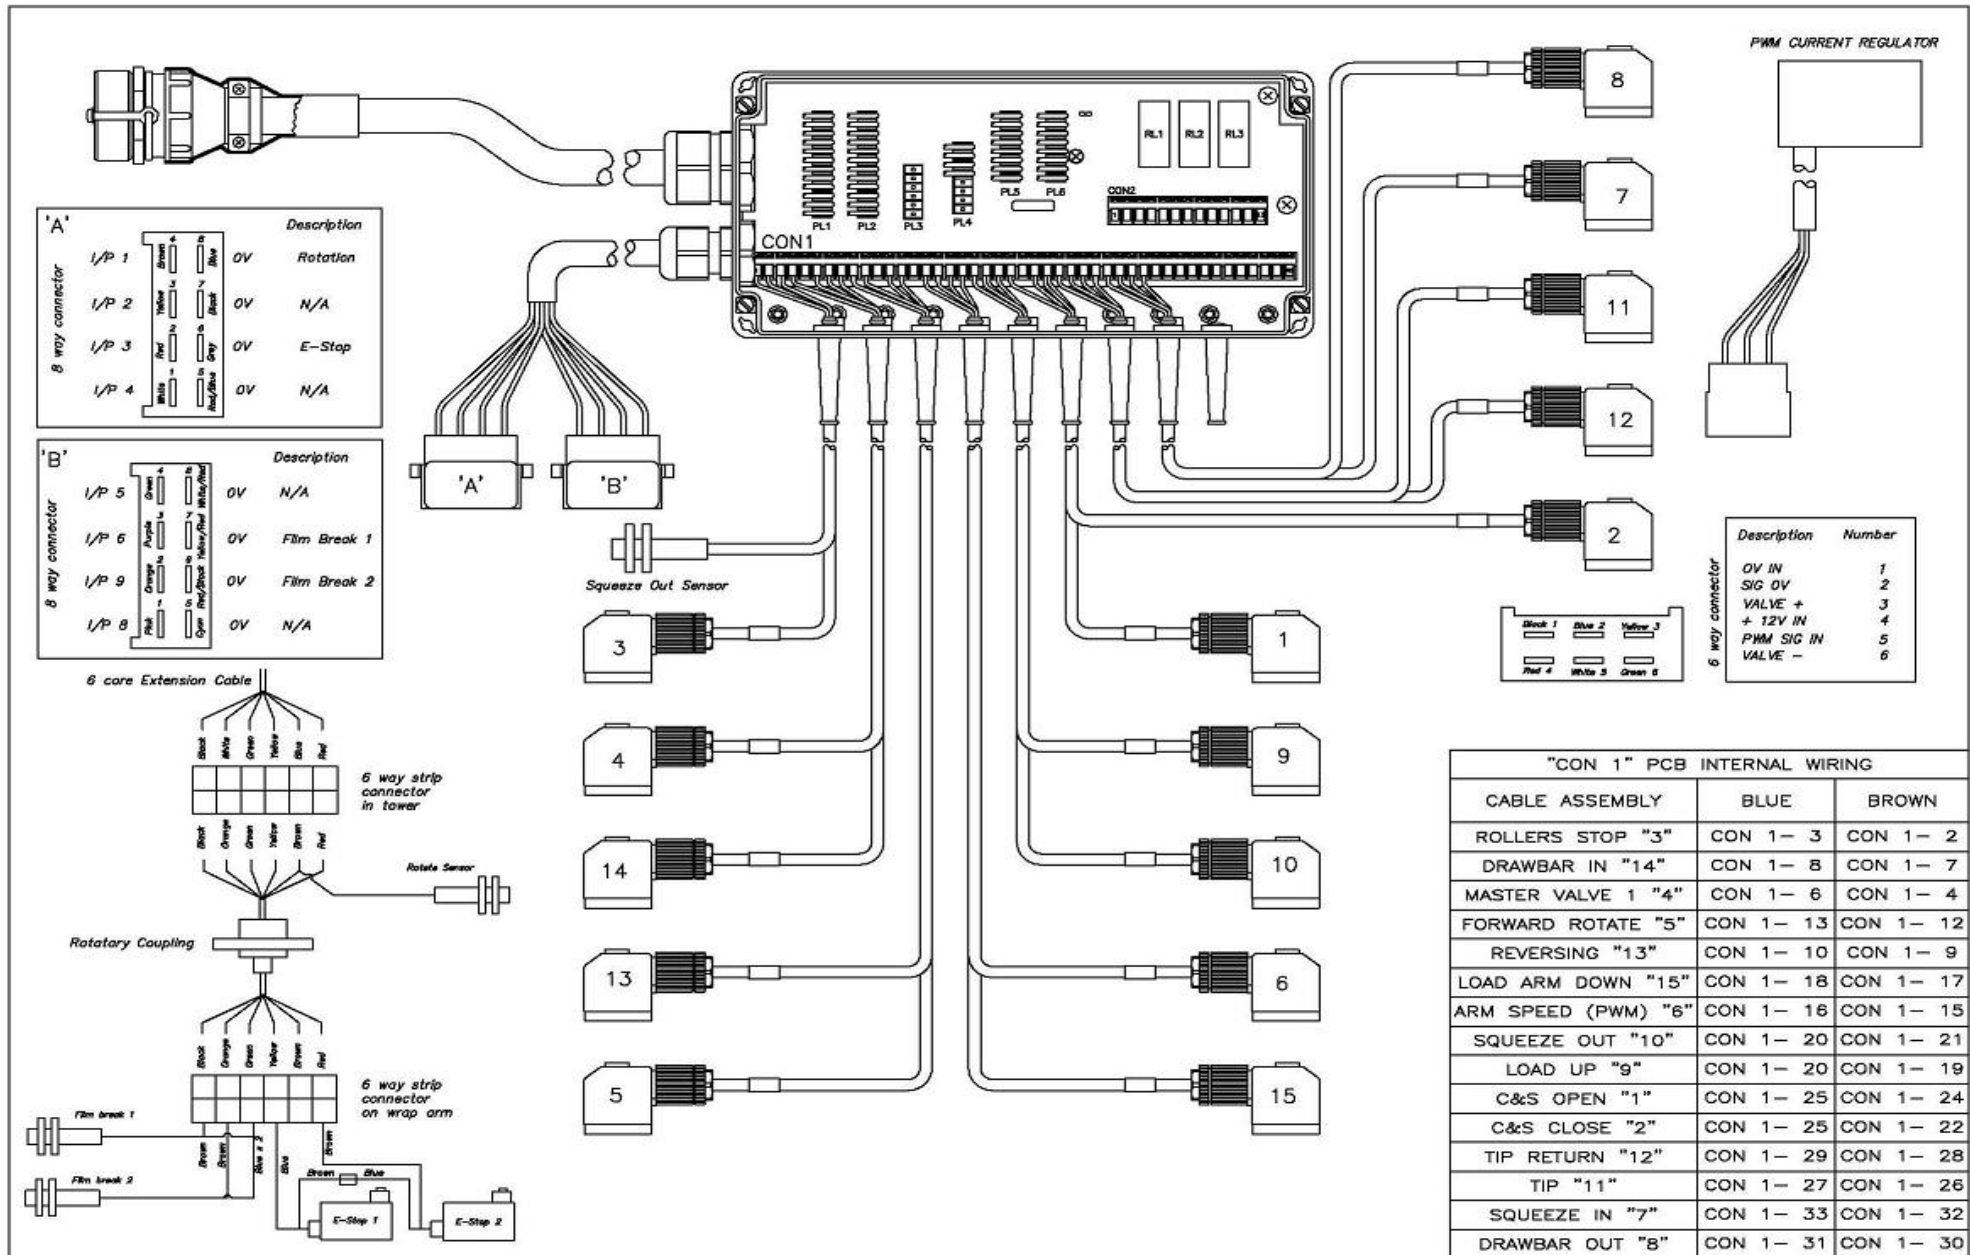 PWM CURRENT REGULATOR
8
7
11
12
2
RL1 RL2 RL3
PL1 PL2 PL3 PL4 PL5 PL6
CON2
CON1
'A'
Description
8 way connector
I/P 1 Brown 4 8 Blue 0V Rotation
I/P 2 Yellow 3 7 Black 0V N/A
I/P 3 Red 2 6 Grey 0V E-Stop
I/P 4 White 1 5 Red/Blue 0V N/A
'B'
Description
8 way connector
I/P 5 Green 4 White/Red 0V N/A
I/P 6 Purple 3 7 Yellow/Red 0V Film Break 1
I/P 9 Orange Red/Black 0V Film Break 2
I/P 8 Pink 1 5 Cyan 0V N/A
'A' 'B'
Squeeze Out Sensor
3
4
14
13
5
1
9
10
6
15
6 way connector
Description Number
0V IN 1
SIG 0V 2
VALVE + 3
+ 12V IN 4
PWM SIG IN 5
VALVE - 6
Black 1 Blue 2 Yellow 3
Red 4 White 5 Green 6
6 core Extension Cable
Black White Green Yellow Blue Red
6 way strip
connector
in tower
Black Orange Green Yellow Brown Red
Rotate Sensor
Rotatary Coupling
Black Orange Green Yellow Brown Red
6 way strip
connector
on wrap arm
Film break 1
Film break 2
Brown Brown Blue x 2 Blue Brown
Brown Blue
E-Stop 1
E-Stop 2
"CON 1" PCB INTERNAL WIRING
CABLE ASSEMBLY BLUE BROWN
ROLLERS STOP "3" CON 1- 3 CON 1- 2
DRAWBAR IN "14" CON 1- 8 CON 1- 7
MASTER VALVE 1 "4" CON 1- 6 CON 1- 4
FORWARD ROTATE "5" CON 1- 13 CON 1- 12
REVERSING "13" CON 1- 10 CON 1- 9
LOAD ARM DOWN "15" CON 1- 18 CON 1- 17
ARM SPEED (PWM) "6" CON 1- 16 CON 1- 15
SQUEEZE OUT "10" CON 1- 20 CON 1- 21
LOAD UP "9" CON 1- 20 CON 1- 19
C&S OPEN "1" CON 1- 25 CON 1- 24
C&S CLOSE "2" CON 1- 25 CON 1- 22
TIP RETURN "12" CON 1- 29 CON 1- 28
TIP "11" CON 1- 27 CON 1- 26
SQUEEZE IN "7" CON 1- 33 CON 1- 32
DRAWBAR OUT "8" CON 1- 31 CON 1- 30